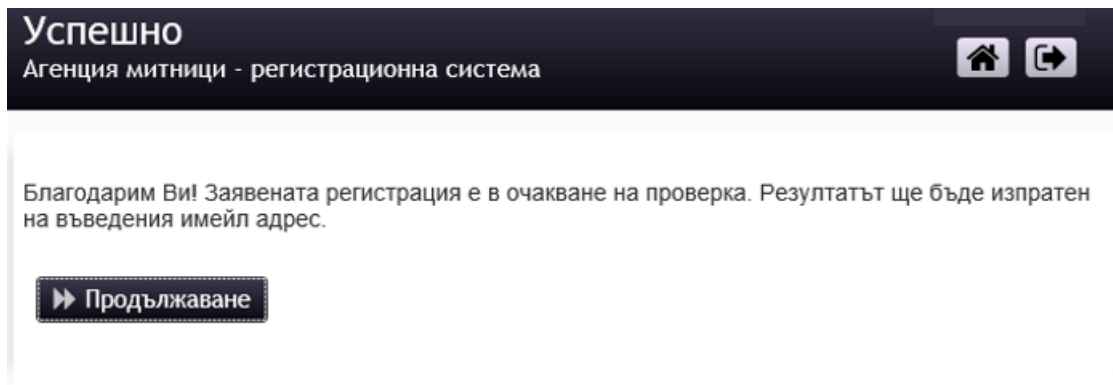 Успешно
Агенция митници - регистрационна система
Благодарим Ви! Заявената регистрация е в очакване на проверка. Резултатът ще бъде изпратен
на въведения имейл адрес.
Продължаване